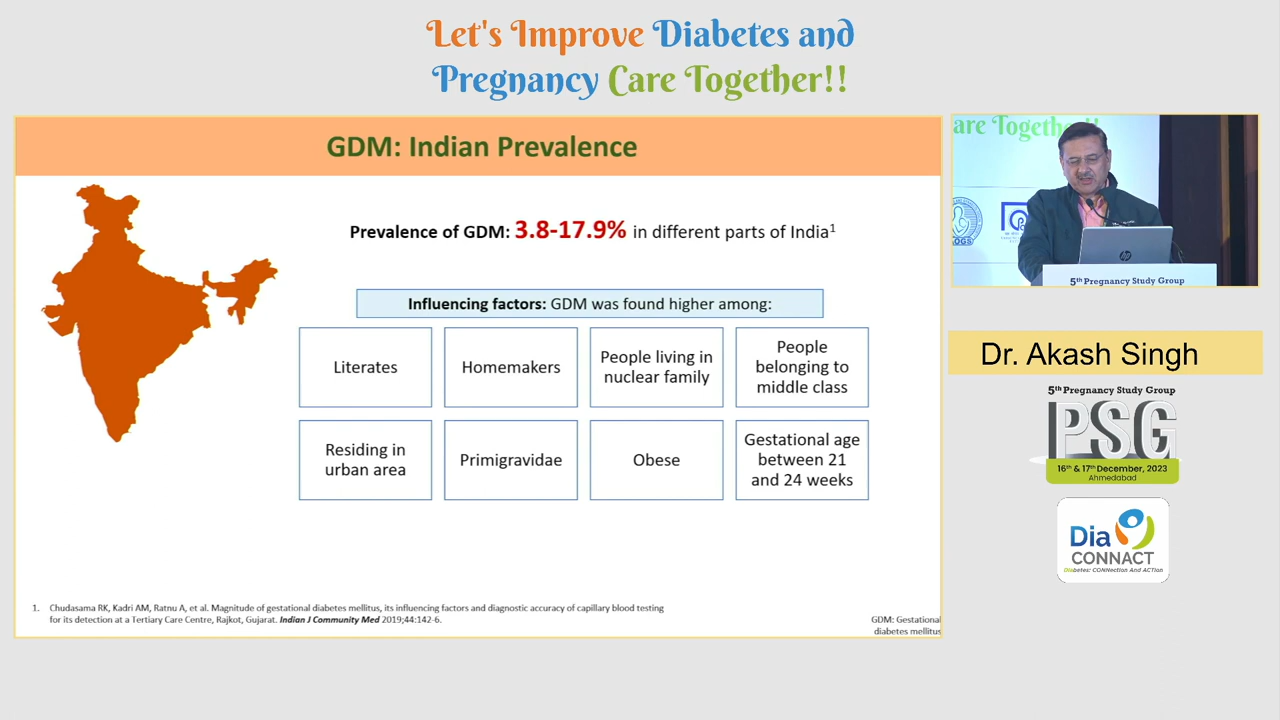 Let's Improve Diabetes and
Pregnancy Care Together!!
GDM: Indian Prevalence
Prevalence of GDM: 3.8-17.9% in different parts of India1
Influencing factors: GDM was found higher among:
Literates
Homemakers
People living in
nuclear family
People
belonging to
middle class
Residing in
urban area
Primigravidae
Obese
Gestational age
between 21
and 24 weeks
1. Chudasama RK, Kadri AM, Ratnu A, et al. Magnitude of gestational diabetes mellitus, its influencing factors and diagnostic accuracy of capillary blood testing
for its detection at a Tertiary Care Centre, Rajkot, Gujarat. Indian J Community Med 2019;44:142-6.
GDM: Gestational
diabetes mellitus
are Together!!
hp
5th Pregnancy Study Group
Dr. Akash Singh
5th Pregnancy Study Group
PSG
16th & 17th December, 2023
Ahmedabad
Dia
CONNACT
Diabetes: CONNection And ACTion